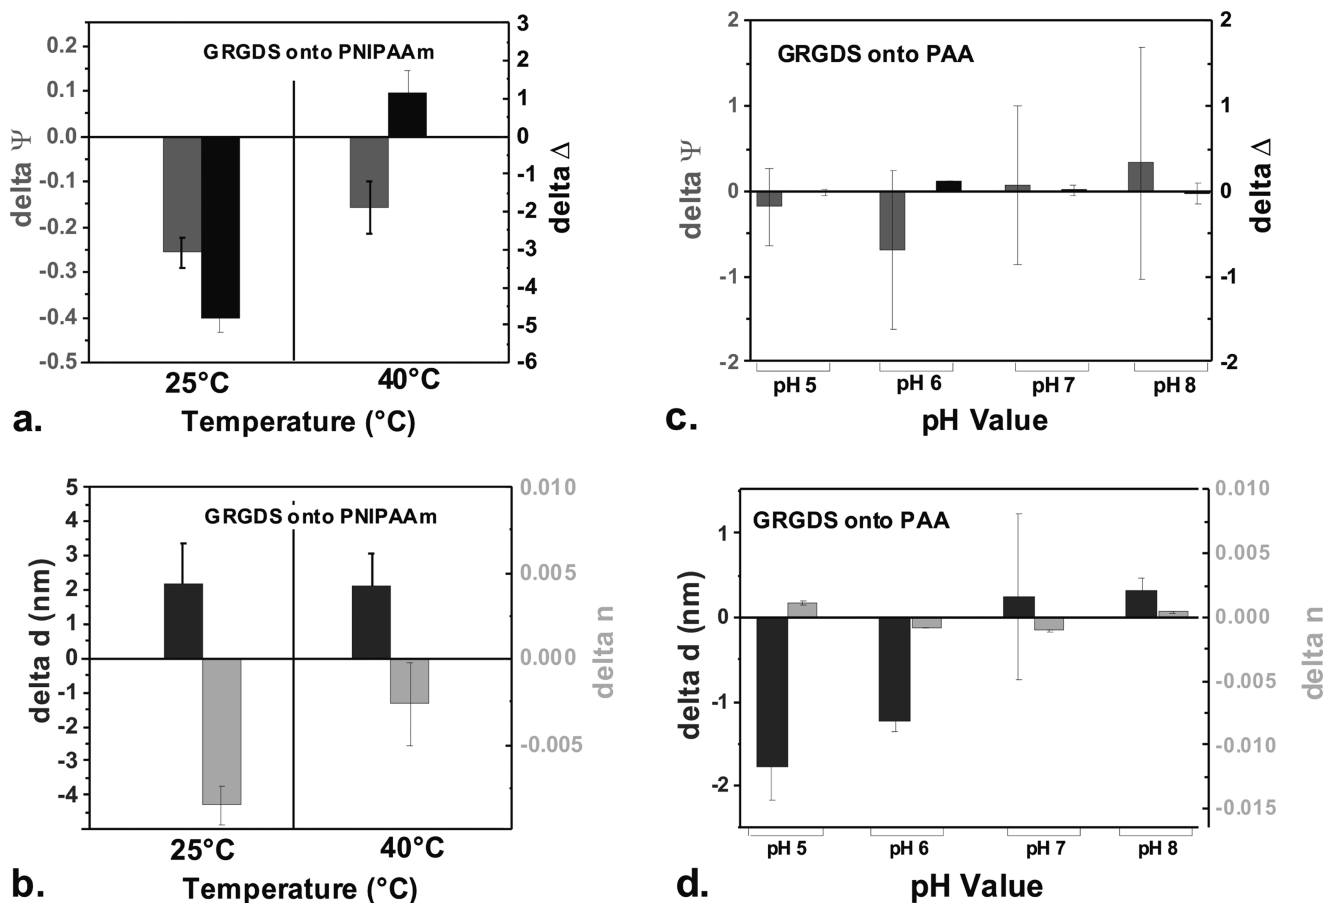 0.2
0.1
0.0
-0.1
-0.2
-0.3
-0.4
-0.5
delta Ψ
GRGDS onto PNIPAAm
3
2
1
0
-1
-2
-3
-4
-5
-6
delta Δ
25°C
40°C
Temperature (°C)
a.
2
1
0
-1
-2
delta Ψ
GRGDS onto PAA
2
1
0
-1
-2
delta Δ
pH 5
pH 6
pH 7
pH 8
pH Value
c.
5
4
3
2
1
0
-1
-2
-3
-4
delta d (nm)
GRGDS onto PNIPAAm
0.010
0.005
0.000
-0.005
delta n
25°C
40°C
Temperature (°C)
b.
1
0
-1
-2
delta d (nm)
GRGDS onto PAA
0.010
0.005
0.000
-0.005
-0.010
-0.015
delta n
pH 5
pH 6
pH 7
pH 8
pH Value
d.